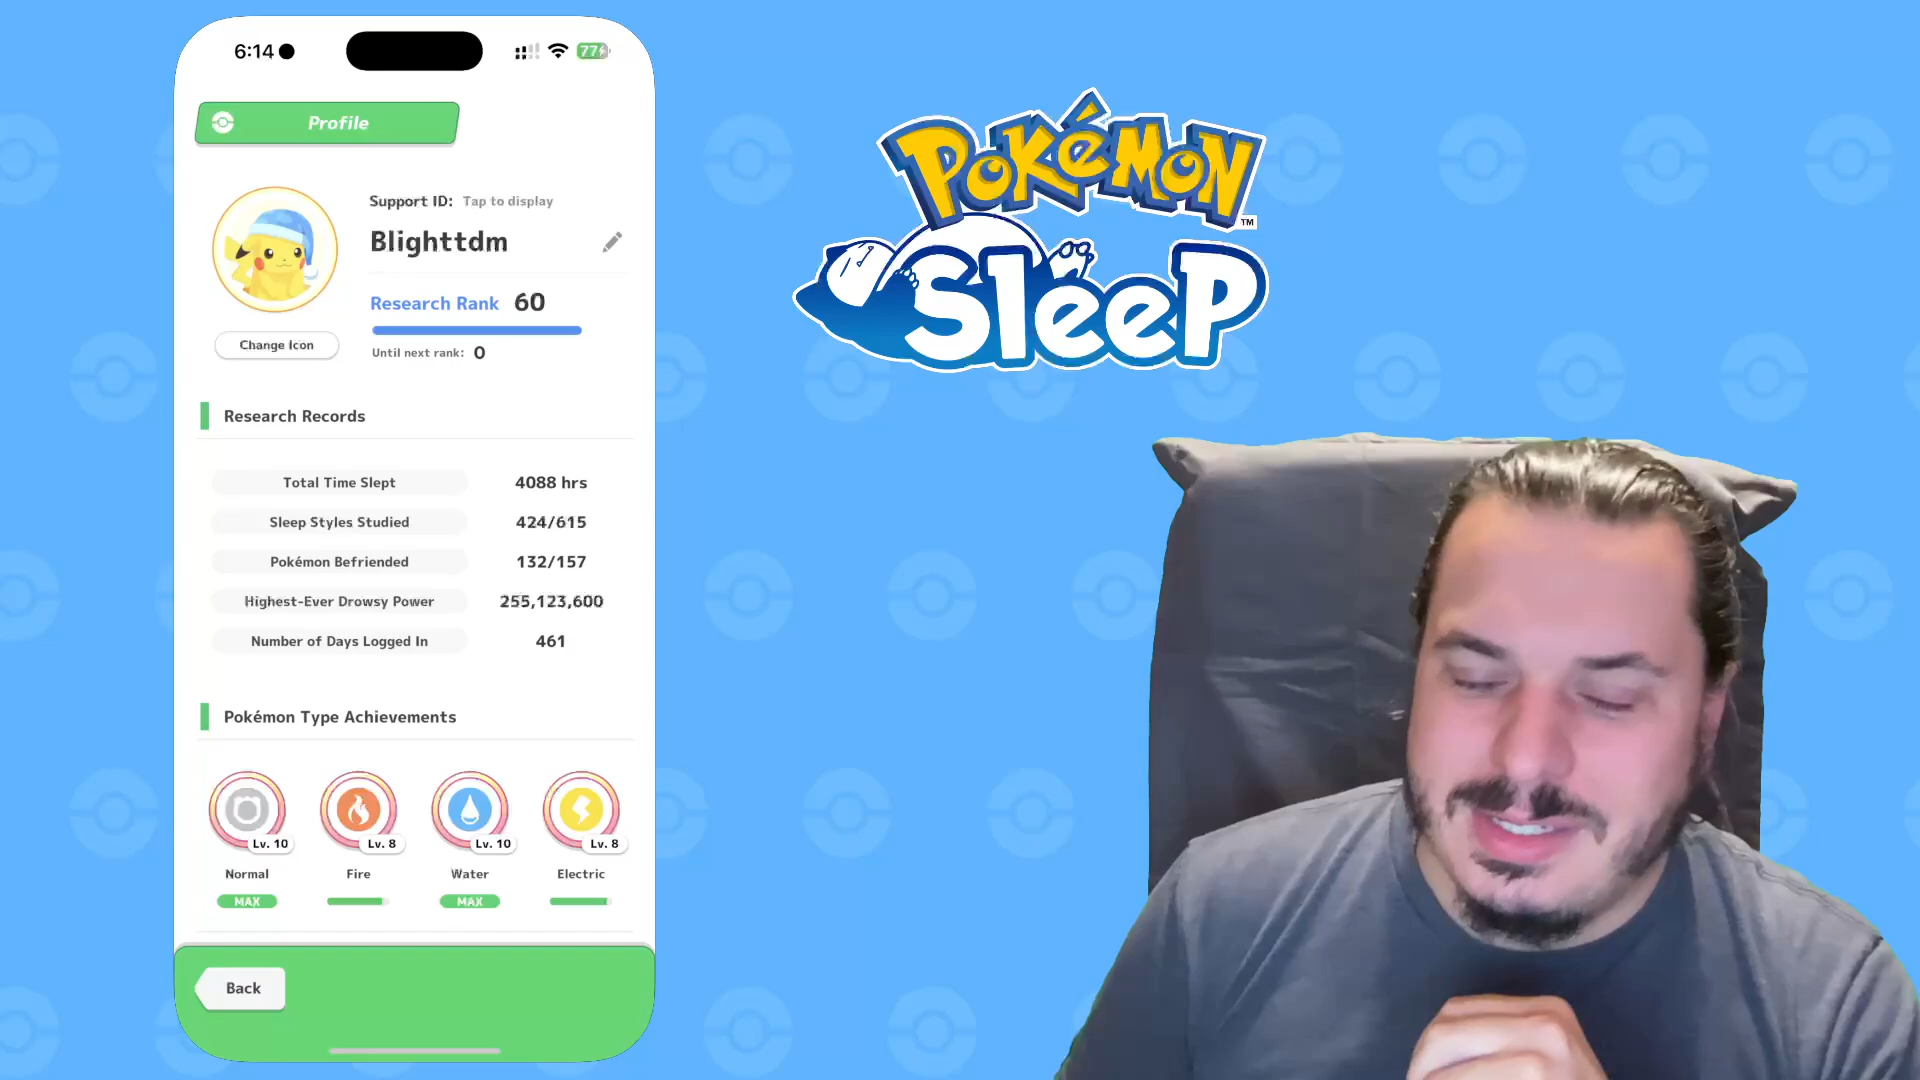 6:14
77
Profile
Support ID: Tap to display
Blighttdm
Research Rank 60
Until next rank: 0
Change Icon
Research Records
Total Time Slept 4088 hrs
Sleep Styles Studied 424/615
Pokémon Befriended 132/157
Highest-Ever Drowsy Power 255,123,600
Number of Days Logged In 461
Pokémon Type Achievements
Lv. 10 Lv. 8 Lv. 10 Lv. 8
Normal Fire Water Electric
MAX MAX
Back
POKéMON
TM
Sleep